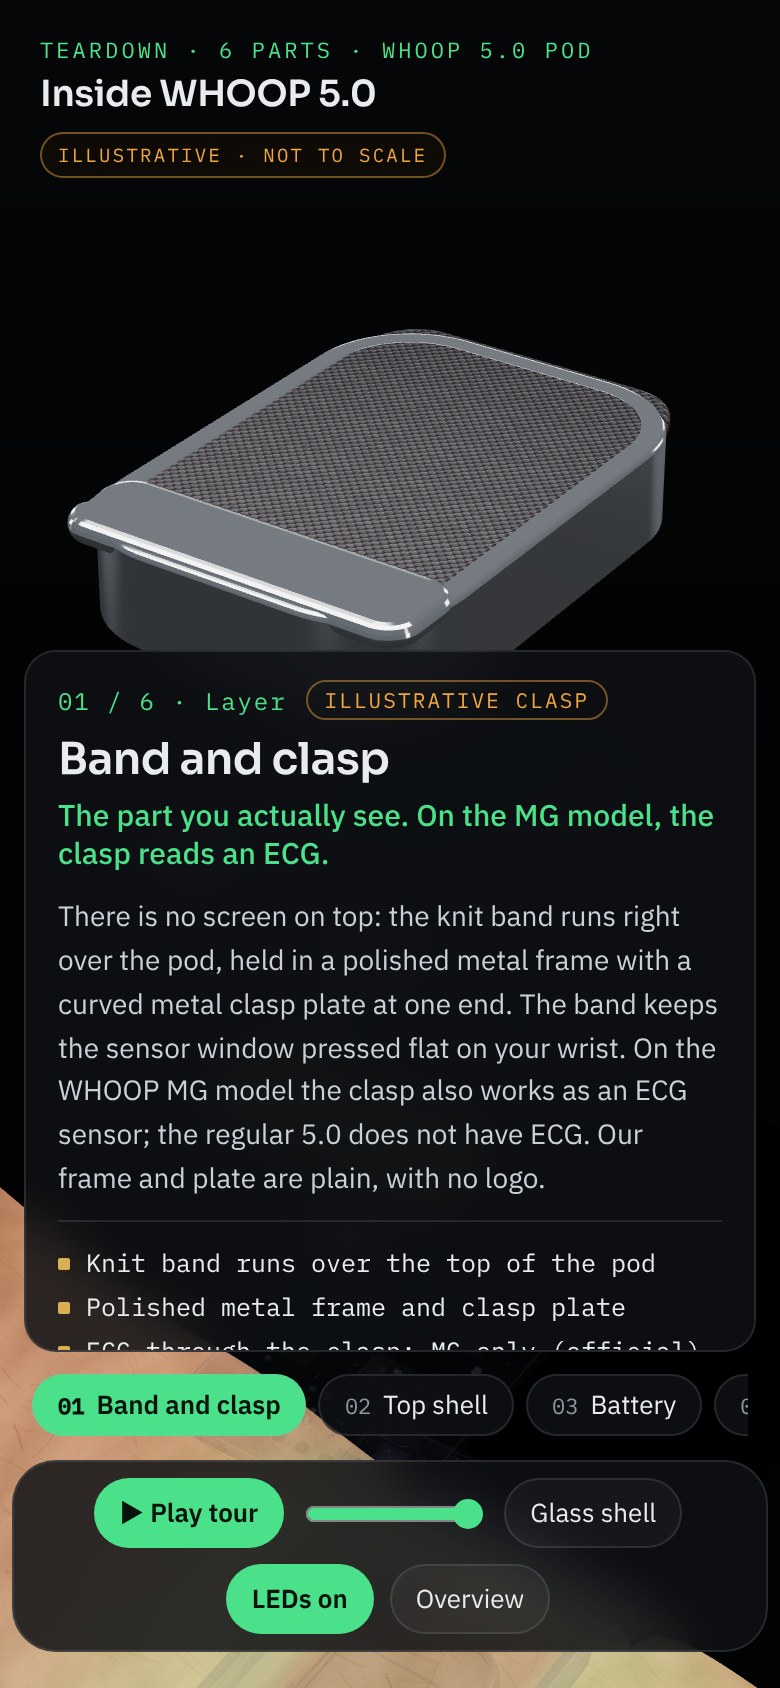 TEARDOWN · 6 PARTS · WHOOP 5.0 POD
Inside WHOOP 5.0
ILLUSTRATIVE · NOT TO SCALE
01 / 6 · Layer
ILLUSTRATIVE CLASP
Band and clasp
The part you actually see. On the MG model, the
clasp reads an ECG.
There is no screen on top: the knit band runs right
over the pod, held in a polished metal frame with a
curved metal clasp plate at one end. The band keeps
the sensor window pressed flat on your wrist. On the
WHOOP MG model the clasp also works as an ECG
sensor; the regular 5.0 does not have ECG. Our
frame and plate are plain, with no logo.
Knit band runs over the top of the pod
Polished metal frame and clasp plate
ECG through the clasp: MG only (official)
01 Band and clasp
02 Top shell
03 Battery
▶ Play tour
Glass shell
LEDs on
Overview